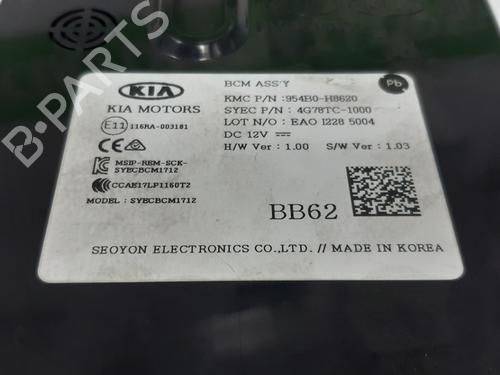 KIA
KIA MOTORS
E11 116RA-003181
MSIP-REM-SCK-
SYECBCM1712
CCAE17LP1160T2
MODEL : SYECBCM1712
BCM ASS'Y
KMC P/N :954B0-H8620
SYEC P/N : 4G78TC-1000
LOT N/O : EAO I228 5004
DC 12V
H/W Ver : 1.00 S/W Ver : 1.03
Pb
BB62
SEOYON ELECTRONICS CO.,LTD. // MADE IN KOREA
B-PARTS